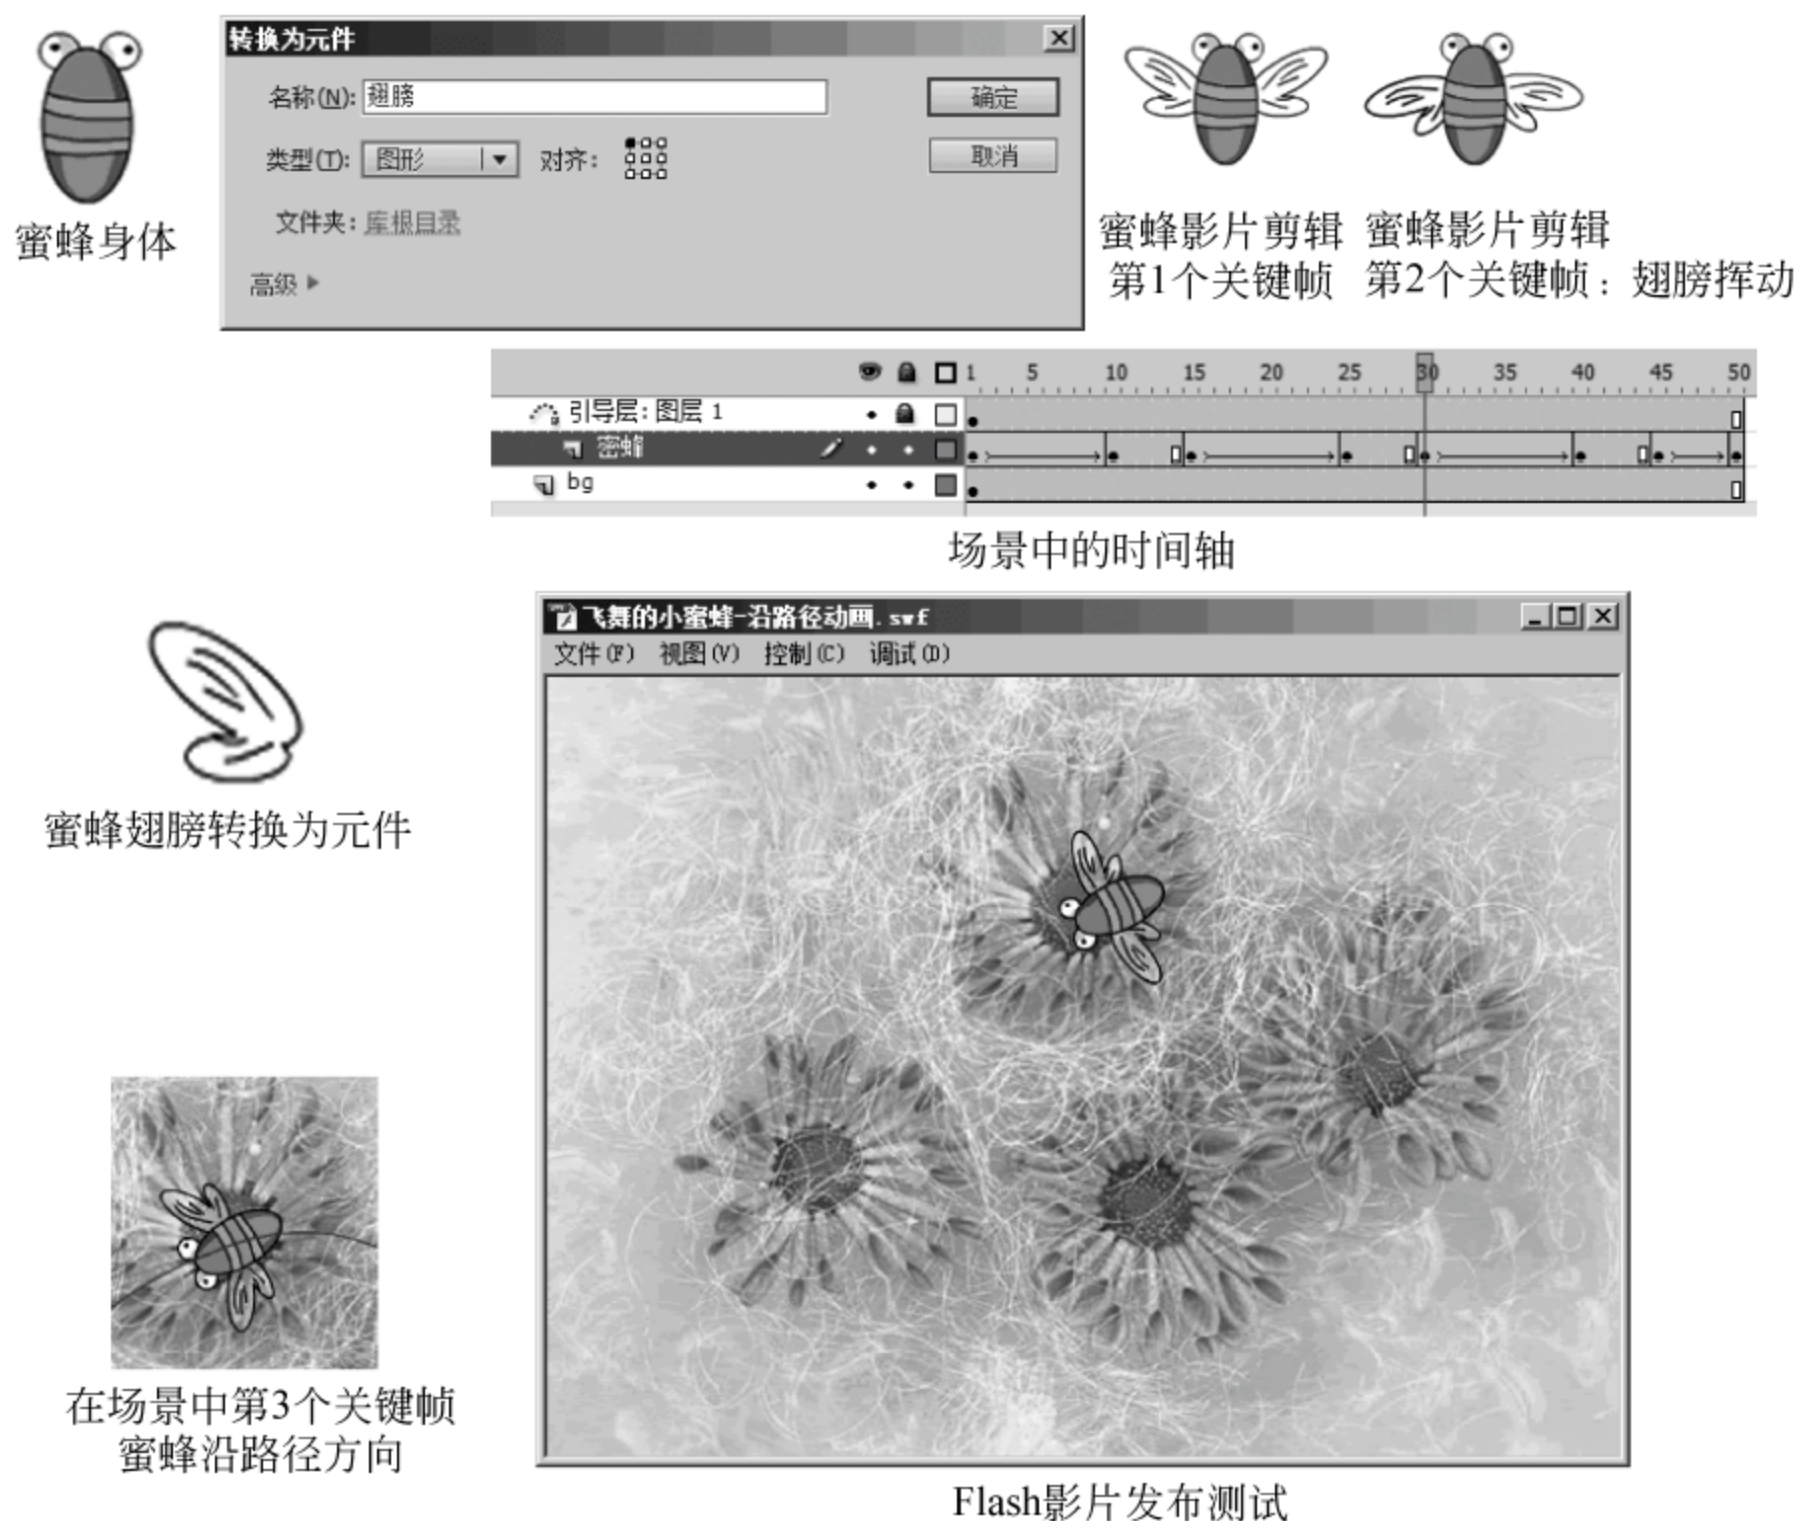 转换为元件
名称(N): 翅膀
确定
类型(T): 图形
对齐:
取消
文件夹: 库根目录
高级
蜜蜂身体
蜜蜂影片剪辑
第1个关键帧
蜜蜂影片剪辑
第2个关键帧：翅膀挥动
1 5 10 15 20 25 30 35 40 45 50
引导层: 图层 1
密蜂
bg
场景中的时间轴
蜜蜂翅膀转换为元件
飞舞的小蜜蜂-沿路径动画.swf
文件(F) 视图(V) 控制(C) 调试(D)
在场景中第3个关键帧
蜜蜂沿路径方向
Flash影片发布测试